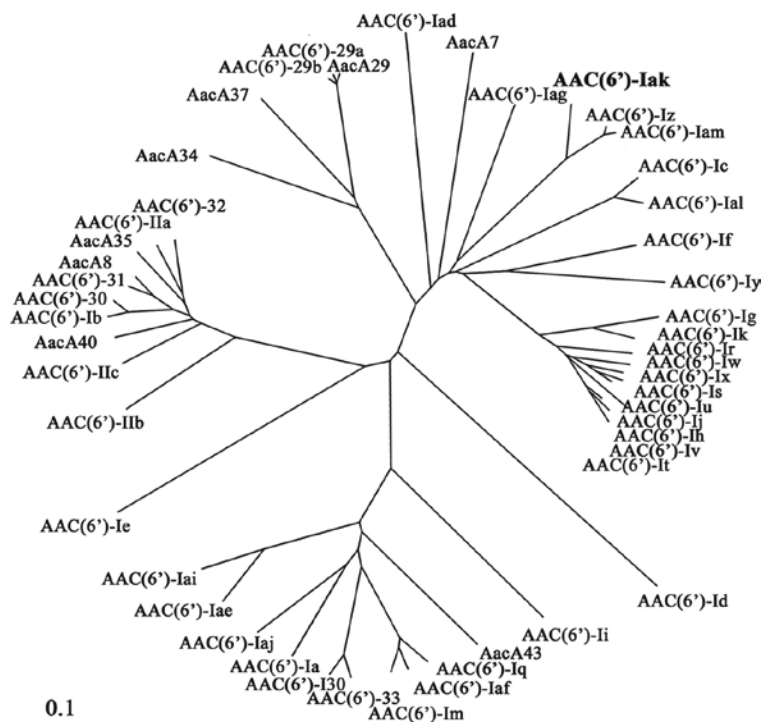 AAC(6’)-Iad
AacA7
AAC(6’)-29a
AAC(6’)-29b
AacA29
AacA37
AacA34
AAC(6’)-Iag
AAC(6’)-Iak
AAC(6’)-Iz
AAC(6’)-Iam
AAC(6’)-Ic
AAC(6’)-Ial
AAC(6’)-If
AAC(6’)-Iy
AAC(6’)-32
AAC(6’)-IIa
AacA35
AacA8
AAC(6’)-31
AAC(6’)-30
AAC(6’)-Ib
AacA40
AAC(6’)-IIc
AAC(6’)-IIb
AAC(6’)-Ig
AAC(6’)-Ik
AAC(6’)-Ir
AAC(6’)-Iw
AAC(6’)-Ix
AAC(6’)-Is
AAC(6’)-Iu
AAC(6’)-Ij
AAC(6’)-Ih
AAC(6’)-Iv
AAC(6’)-It
AAC(6’)-Ie
AAC(6’)-Iai
AAC(6’)-Iae
AAC(6’)-Iaj
AAC(6’)-Ia
AAC(6’)-I30
AAC(6’)-33
AAC(6’)-Im
AAC(6’)-Iaf
AAC(6’)-Iq
AacA43
AAC(6’)-Ii
AAC(6’)-Id
0.1